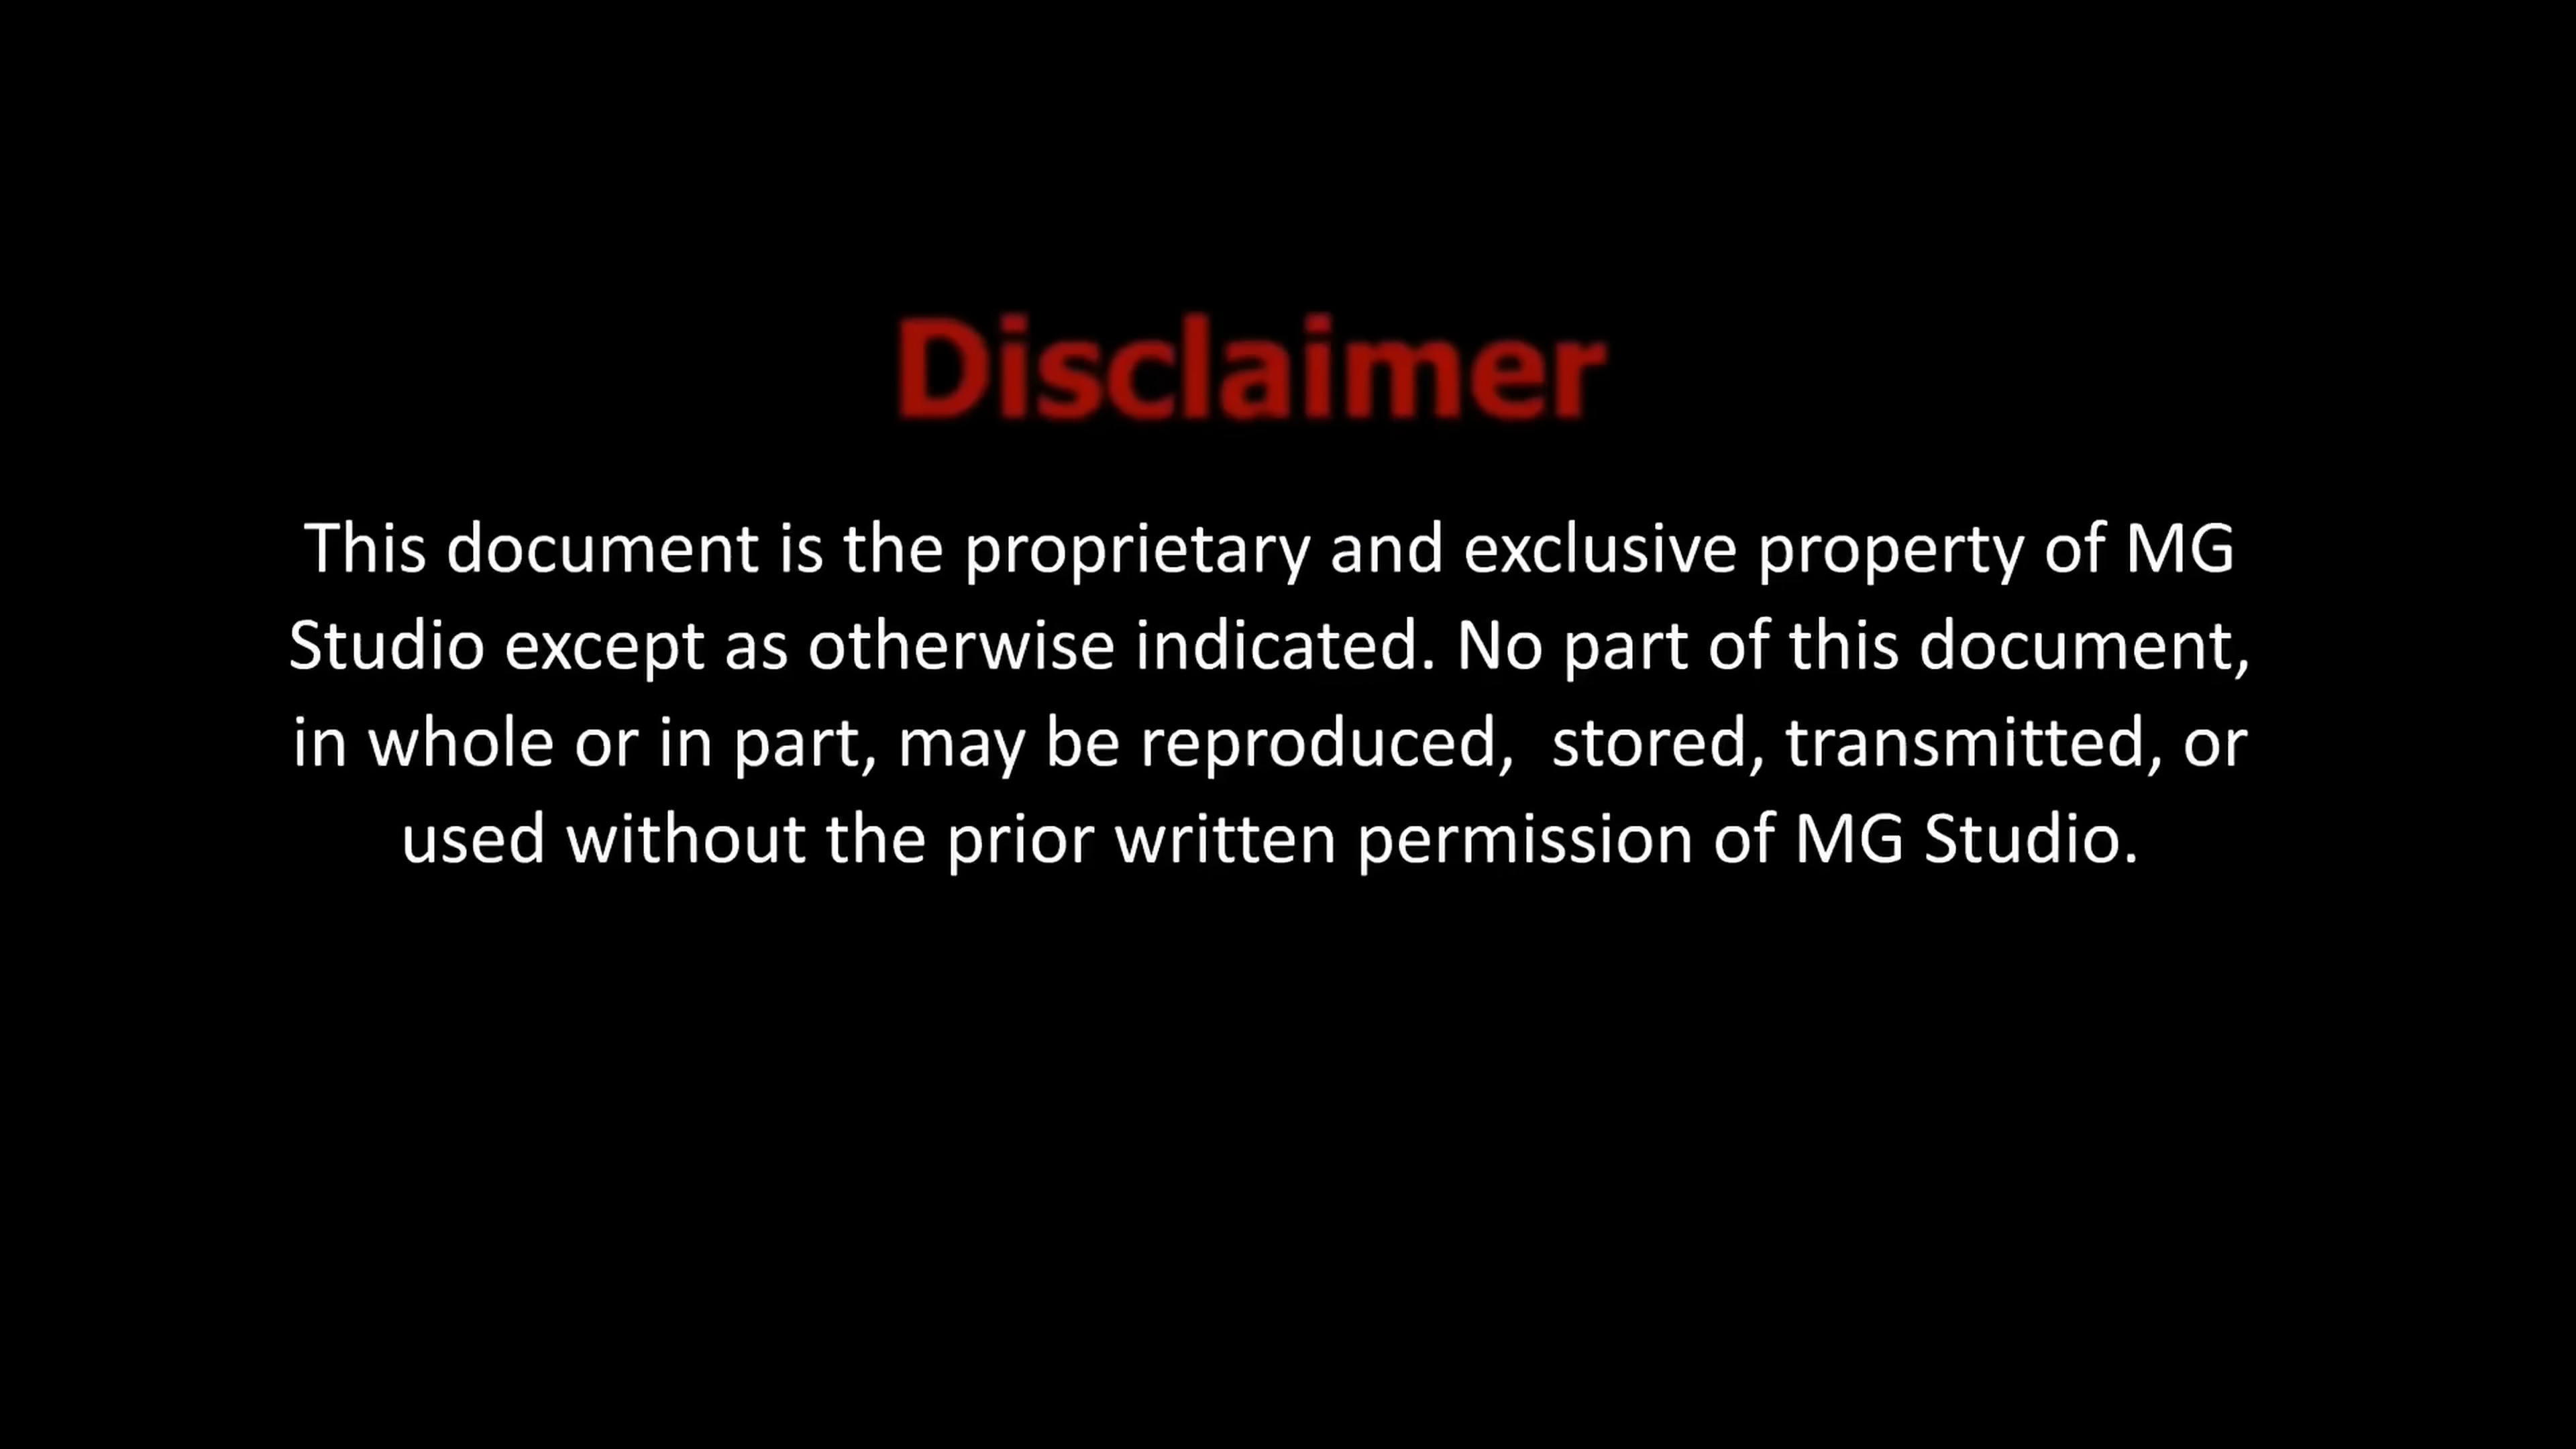 Disclaimer
This document is the proprietary and exclusive property of MG
Studio except as otherwise indicated. No part of this document,
in whole or in part, may be reproduced,  stored, transmitted, or
used without the prior written permission of MG Studio.